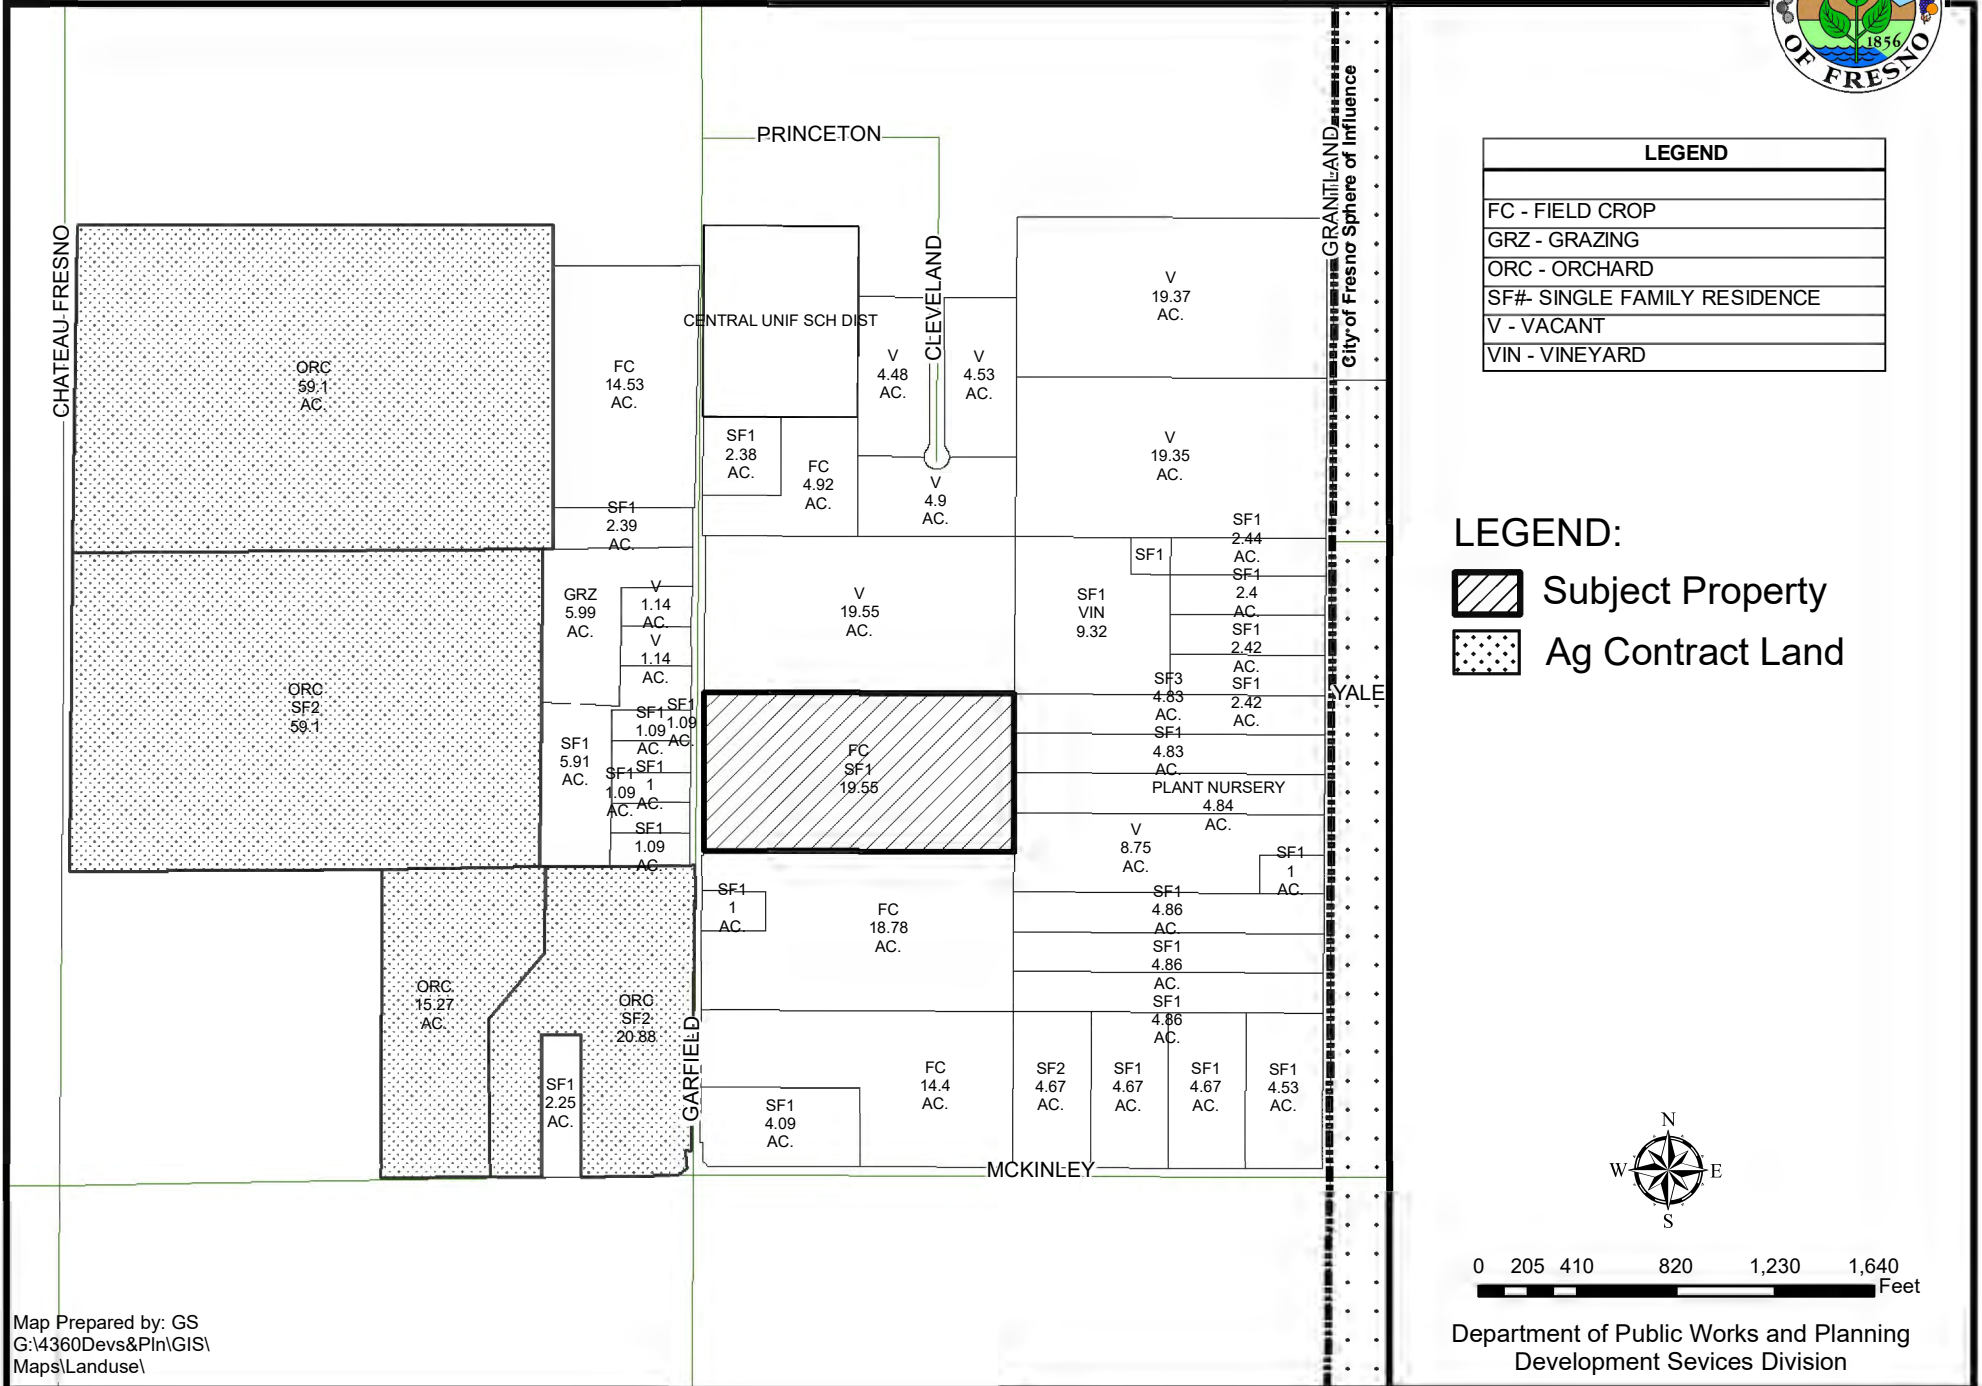 OF FRESNO
1856
PRINCETON
CHATEAU FRESNO
CLEVELAND
GRANTLAND
City of Fresno Sphere of Influence
CENTRAL UNIF SCH DIST
ORC
59.1
AC.
FC
14.53
AC.
V
4.48
AC.
V
4.53
AC.
V
19.37
AC.
SF1
2.38
AC.
FC
4.92
AC.
V
4.9
AC.
V
19.35
AC.
SF1
2.39
AC.
SF1
2.44
AC.
SF1
SF1
2.4
AC.
GRZ
5.99
AC.
V
1.14
AC.
V
1.14
AC.
V
19.55
AC.
SF1
VIN
9.32
SF1
2.42
AC.
SF1
2.42
AC.
YALE
ORC
SF2
59.1
SF1
1.09
AC.
SF1
1.09
AC.
SF1
5.91
AC.
SF1
1
AC.
SF1
1.09
AC.
SF1
1.09
AC
FC
SF1
19.55
SF3
4.83
AC.
SF1
4.83
AC.
PLANT NURSERY
4.84
AC.
V
8.75
AC.
SF1
1
AC.
SF1
1
AC.
FC
18.78
AC.
SF1
4.86
AC.
SF1
4.86
AC.
SF1
4.86
AC.
ORC
15.27
AC.
ORC
SF2
20.88
SF1
2.25
AC.
GARFIELD
SF1
4.09
AC.
FC
14.4
AC.
SF2
4.67
AC.
SF1
4.67
AC.
SF1
4.67
AC.
SF1
4.53
AC.
MCKINLEY
LEGEND
FC - FIELD CROP
GRZ - GRAZING
ORC - ORCHARD
SF#- SINGLE FAMILY RESIDENCE
V - VACANT
VIN - VINEYARD
LEGEND:
Subject Property
Ag Contract Land
N
W E
S
0 205 410 820 1,230 1,640
Feet
Department of Public Works and Planning
Development Sevices Division
Map Prepared by: GS
G:\4360Devs&Pln\GIS\
Maps\Landuse\